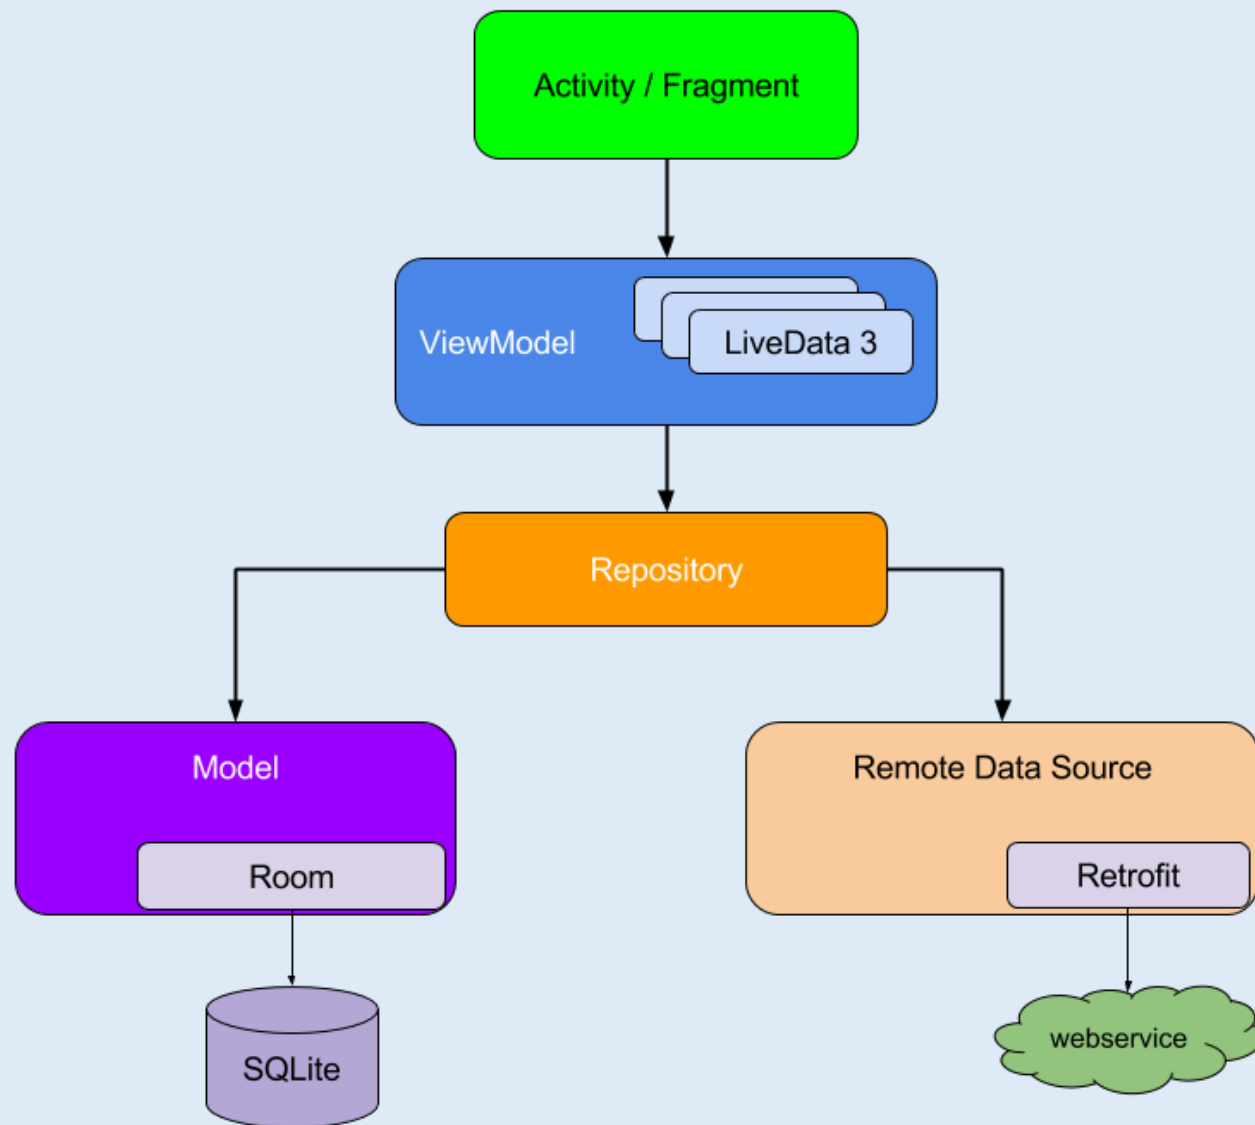 Activity / Fragment
ViewModel
LiveData 3
Repository
Model
Remote Data Source
Room
Retrofit
SQLite
webservice